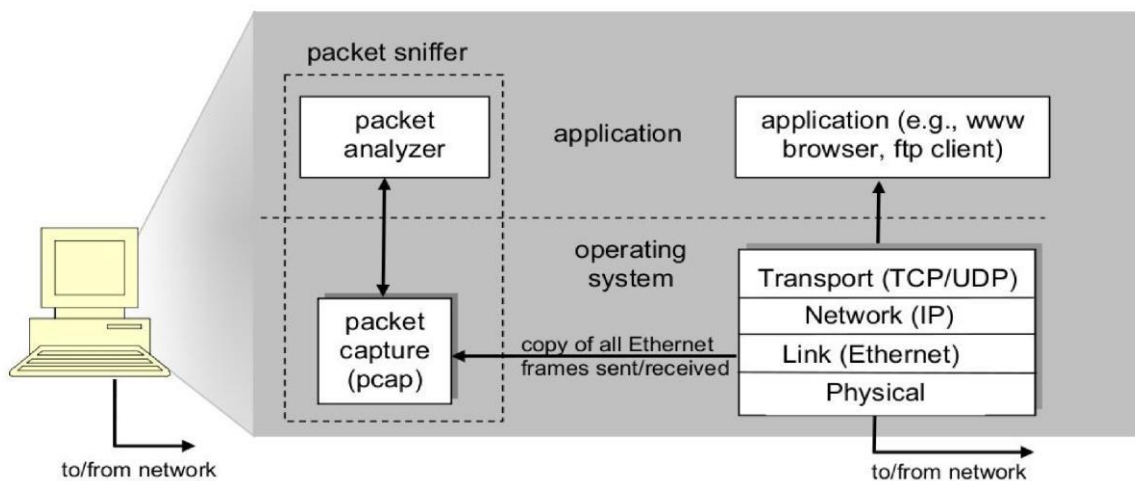 packet sniffer
packet
analyzer
application
application (e.g., www
browser, ftp client)
operating
system
packet
capture
(pcap)
copy of all Ethernet
frames sent/received
Transport (TCP/UDP)
Network (IP)
Link (Ethernet)
Physical
to/from network
to/from network